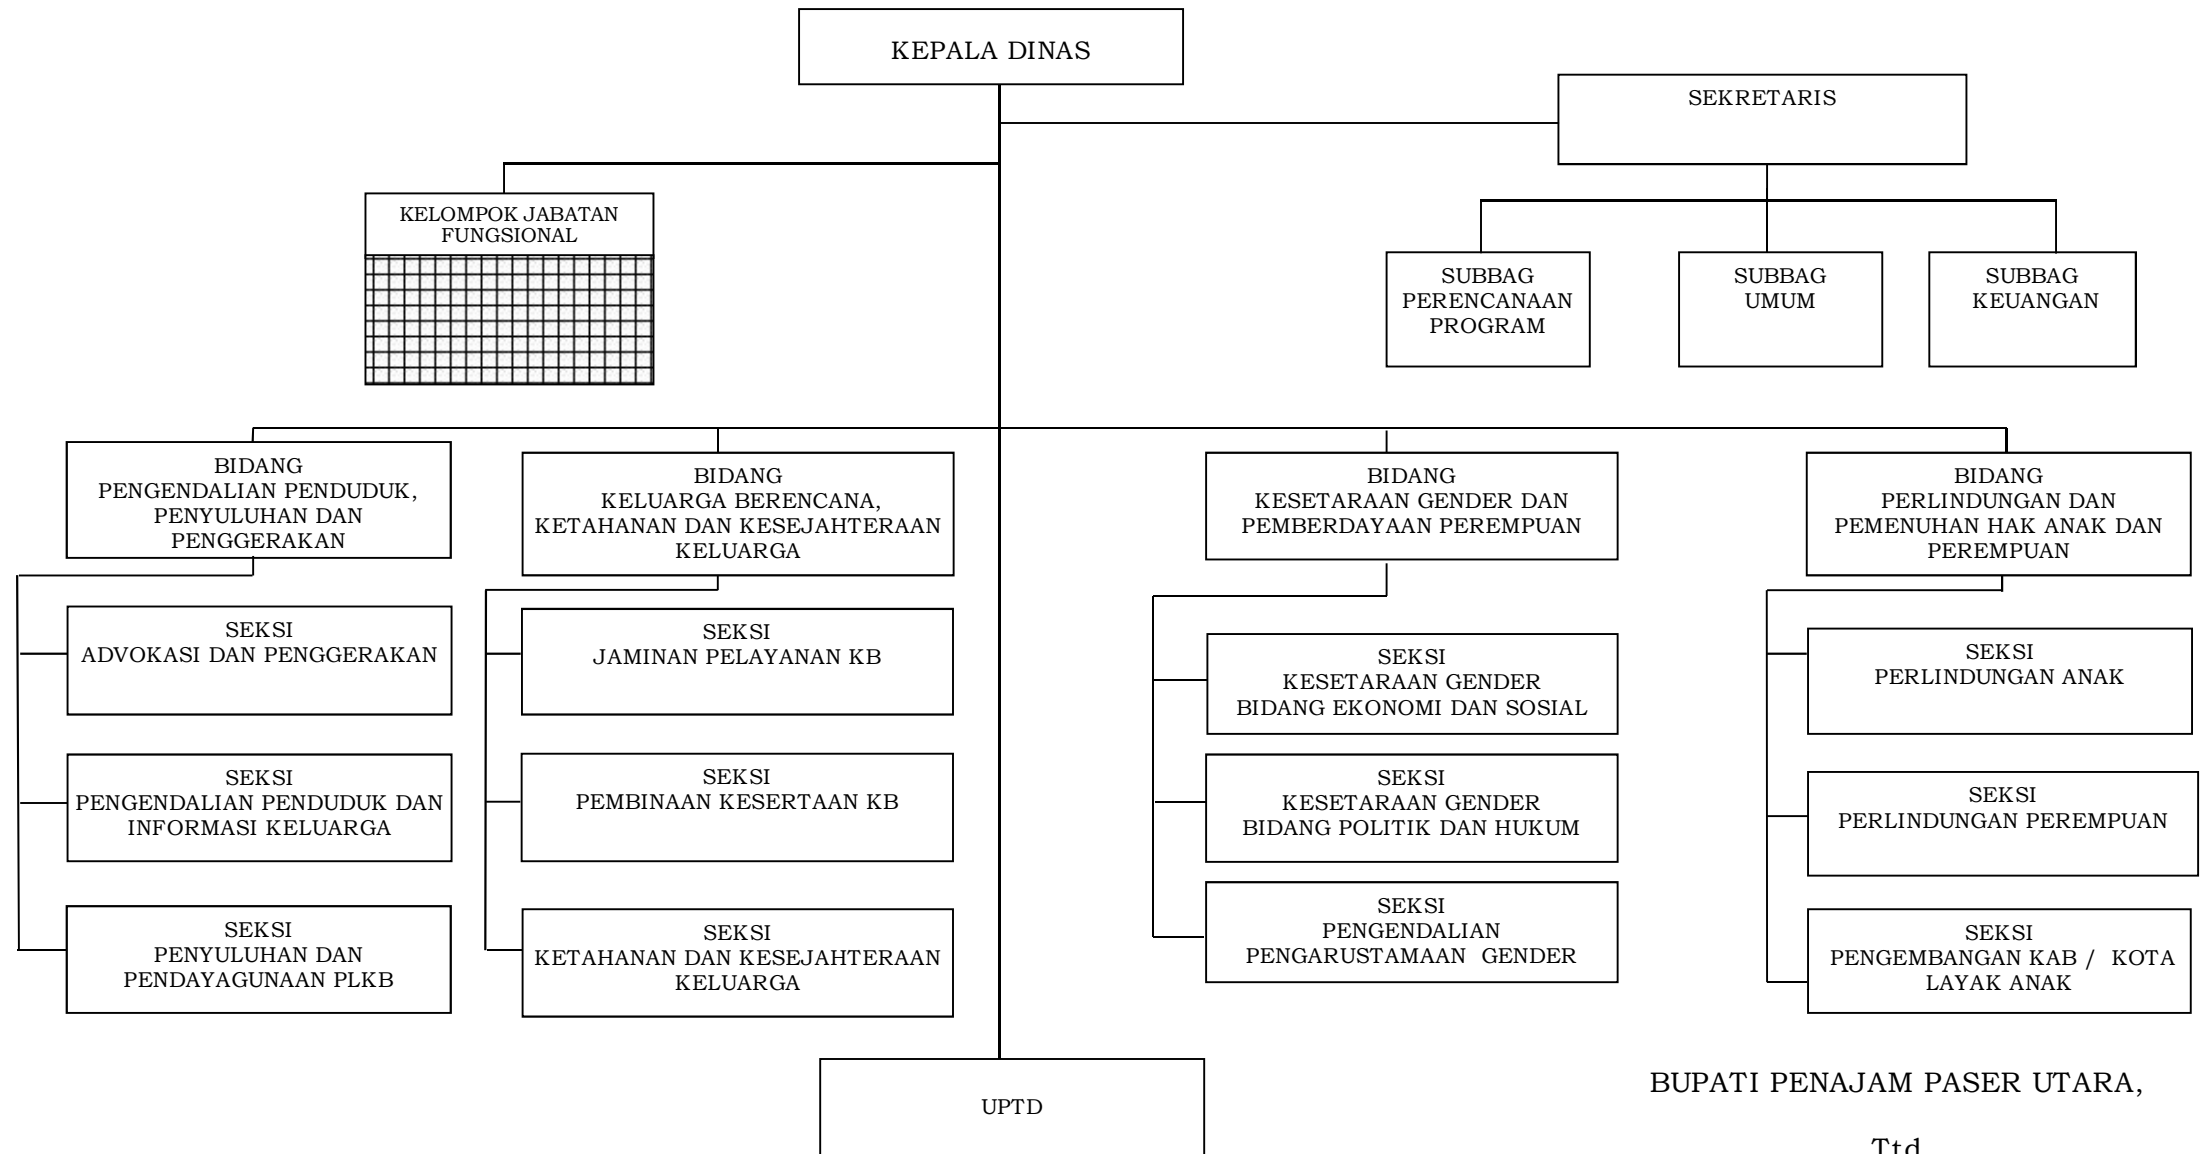 KEPALA DINAS
SEKRETARIS
KELOMPOK JABATAN
FUNGSIONAL
SUBBAG
PERENCANAAN
PROGRAM
SUBBAG
UMUM
SUBBAG
KEUANGAN
BIDANG
PENGENDALIAN PENDUDUK,
PENYULUHAN DAN
PENGGERAKAN
BIDANG
KELUARGA BERENCANA,
KETAHANAN DAN KESEJAHTERAAN
KELUARGA
BIDANG
KESETARAAN GENDER DAN
PEMBERDAYAAN PEREMPUAN
BIDANG
PERLINDUNGAN DAN
PEMENUHAN HAK ANAK DAN
PEREMPUAN
SEKSI
ADVOKASI DAN PENGGERAKAN
SEKSI
JAMINAN PELAYANAN KB
SEKSI
KESETARAAN GENDER
BIDANG EKONOMI DAN SOSIAL
SEKSI
PERLINDUNGAN ANAK
SEKSI
PENGENDALIAN PENDUDUK DAN
INFORMASI KELUARGA
SEKSI
PEMBINAAN KESERTAAN KB
SEKSI
KESETARAAN GENDER
BIDANG POLITIK DAN HUKUM
SEKSI
PERLINDUNGAN PEREMPUAN
SEKSI
PENYULUHAN DAN
PENDAYAGUNAAN PLKB
SEKSI
KETAHANAN DAN KESEJAHTERAAN
KELUARGA
SEKSI
PENGENDALIAN
PENGARUSTAMAAN GENDER
SEKSI
PENGEMBANGAN KAB / KOTA
LAYAK ANAK
UPTD
BUPATI PENAJAM PASER UTARA,
Ttd